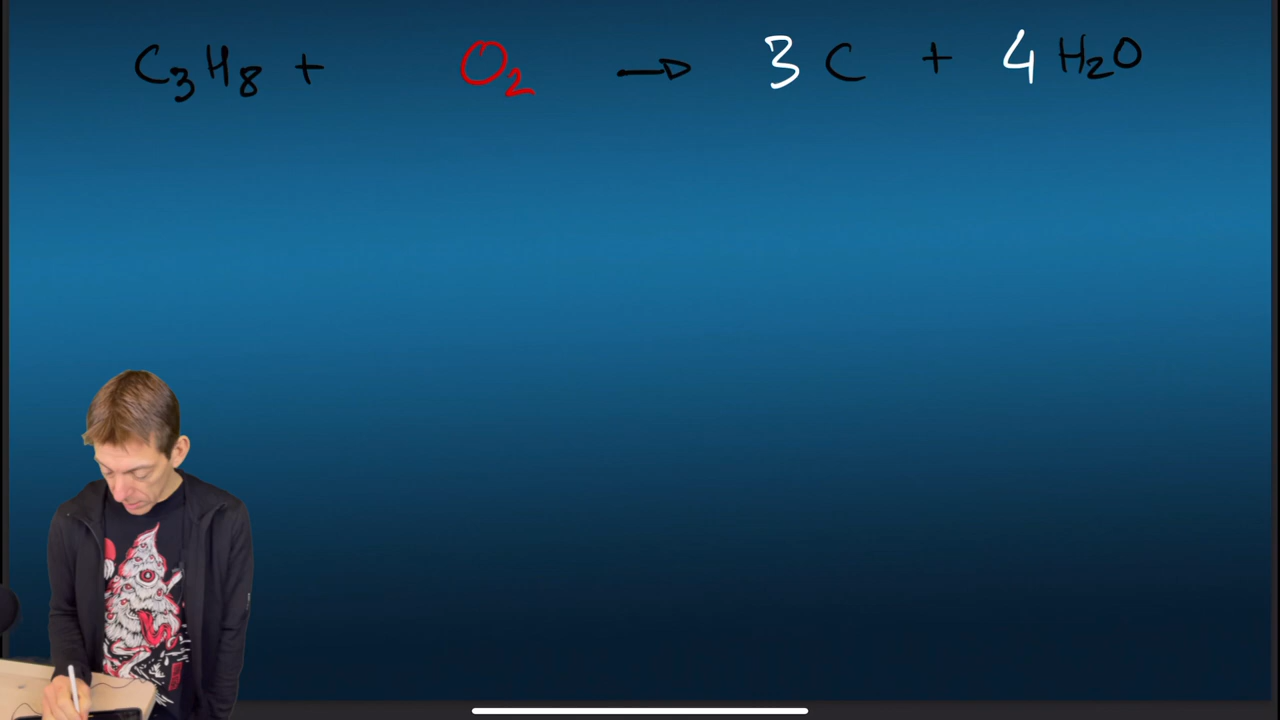 C₃H₈ + O₂ → 3 C + 4 H₂O